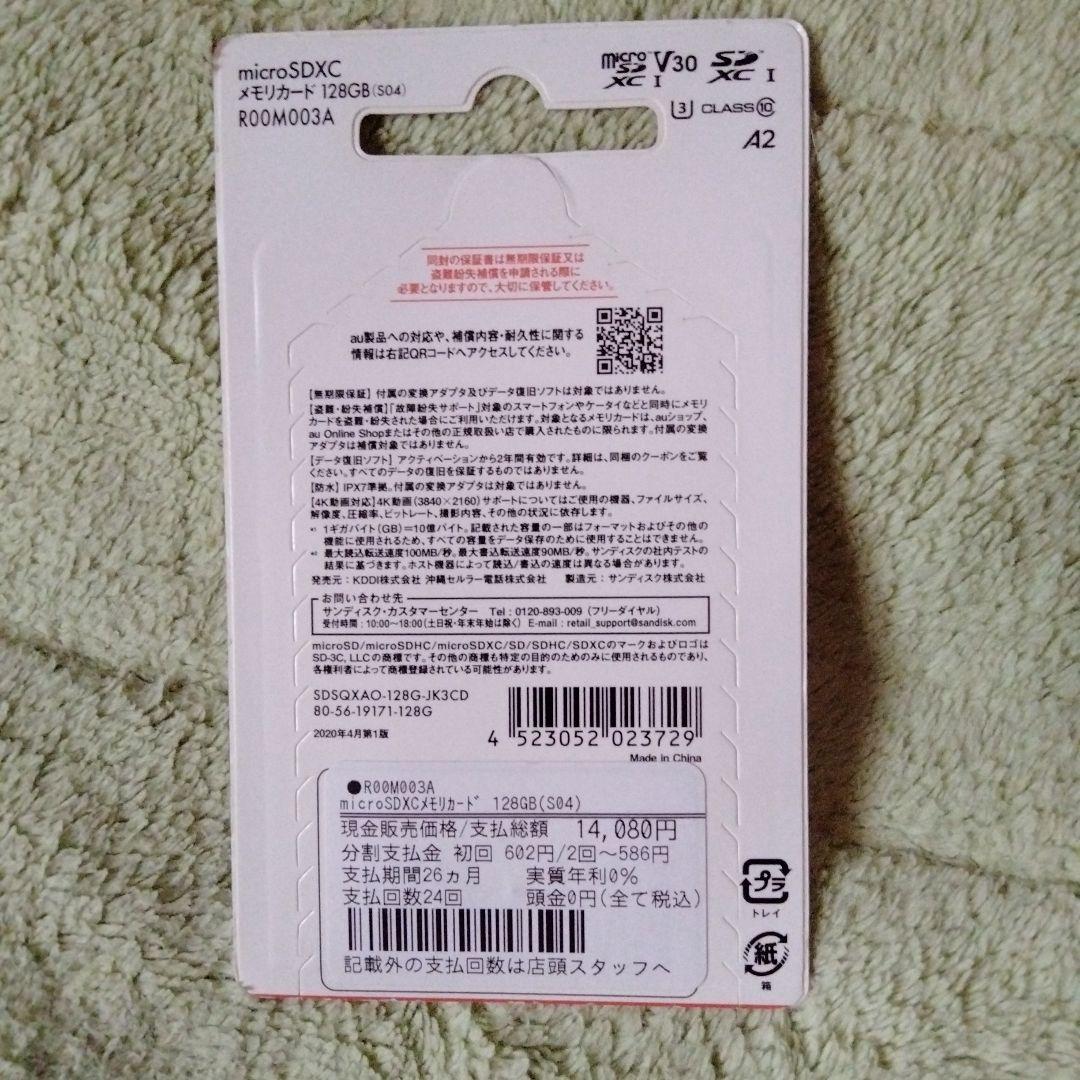 microSDXC
メモリカード 128GB(S04)
R00M003A
micro SD XC I V30 SD XC I
3 CLASS 10
A2
同封の保証書は無期限保証又は
盗難紛失補償を申請される際に
必要となりますので、大切に保管してください。
au製品への対応や、補償内容・耐久性に関する
情報は右記QRコードへアクセスしてください。
【無期限保証】付属の変換アダプタ及びデータ復旧ソフトは対象ではありません。
【盗難・紛失補償】「故障紛失サポート」対象のスマートフォンやケータイなどと同時にメモリ
カードを盗難・紛失された場合にご利用いただけます。対象となるメモリカードは、auショップ、
au Online Shopまたはその他の正規取扱い店で購入されたものに限られます。付属の変換
アダプタは補償対象ではありません。
【データ復旧ソフト】アクティベーションから2年間有効です。詳細は、同梱のクーポンをご覧
ください。すべてのデータの復旧を保証するものではありません。
【防水】IPX7準拠。付属の変換アダプタは対象ではありません。
【4K動画対応】4K動画(3840×2160)サポートについてはご使用の機器、ファイルサイズ、
解像度、圧縮率、ビットレート、撮影内容、その他の状況に依存します。
*1 1ギガバイト(GB)=10億バイト。記載された容量の一部はフォーマットおよびその他の
機能に使用されるため、すべての容量をデータ保存のために使用することはできません。
*2 最大読込転送速度100MB/秒。最大書込転送速度90MB/秒。サンディスクの社内テストの
結果に基づきます。ホスト機器によって読込/書込の速度は異なる場合があります。
発売元:KDDI株式会社 沖縄セルラー電話株式会社 製造元:サンディスク株式会社
お問い合わせ先
サンディスク・カスタマーセンター Tel:0120-893-009(フリーダイヤル)
受付時間:10:00~18:00(土日祝・年末年始は除く) E-mail:retail_support@sandisk.com
microSD/microSDHC/microSDXC/SD/SDHC/SDXCのマークおよびロゴは
SD-3C, LLCの商標です。その他の商標も特定の目的のためのみに使用されるものであり、
各権利者によって商標登録されている可能性があります。
SDSQXAO-128G-JK3CD
80-56-19171-128G
2020年4月第1版
4 523052 023729
Made in China
●R00M003A
microSDXCメモリカード 128GB(S04)
現金販売価格/支払総額 14,080円
分割支払金 初回 602円/2回~586円
支払期間26ヵ月 実質年利0%
支払回数24回 頭金0円(全て税込)
記載外の支払回数は店頭スタッフへ
プラ
トレイ
紙
箱